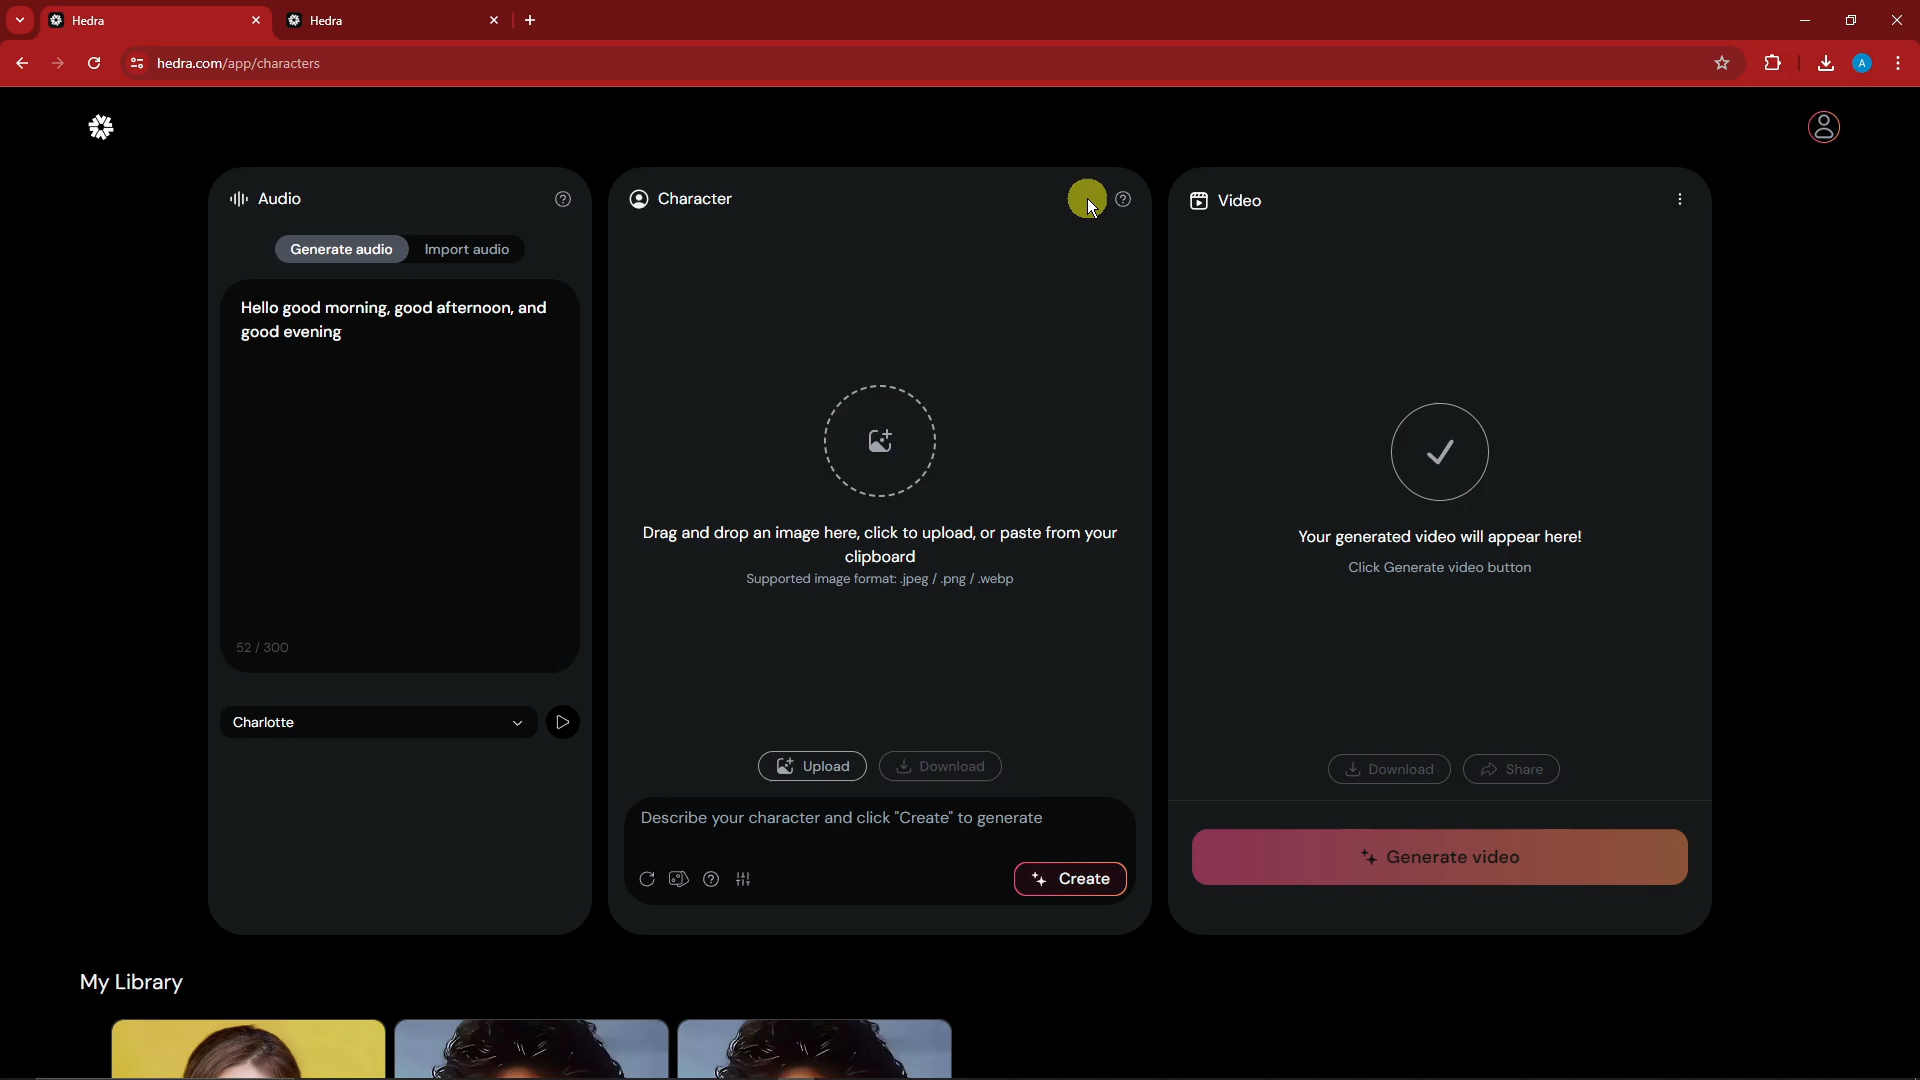 Hedra
Hedra
hedra.com/app/characters
A
Audio
Generate audio
Import audio
Hello good morning, good afternoon, and
good evening
52 / 300
Charlotte
Character
Drag and drop an image here, click to upload, or paste from your
clipboard
Supported image format: .jpeg / .png / .webp
Upload
Download
Describe your character and click "Create" to generate
Create
Video
Your generated video will appear here!
Click Generate video button
Download
Share
Generate video
My Library